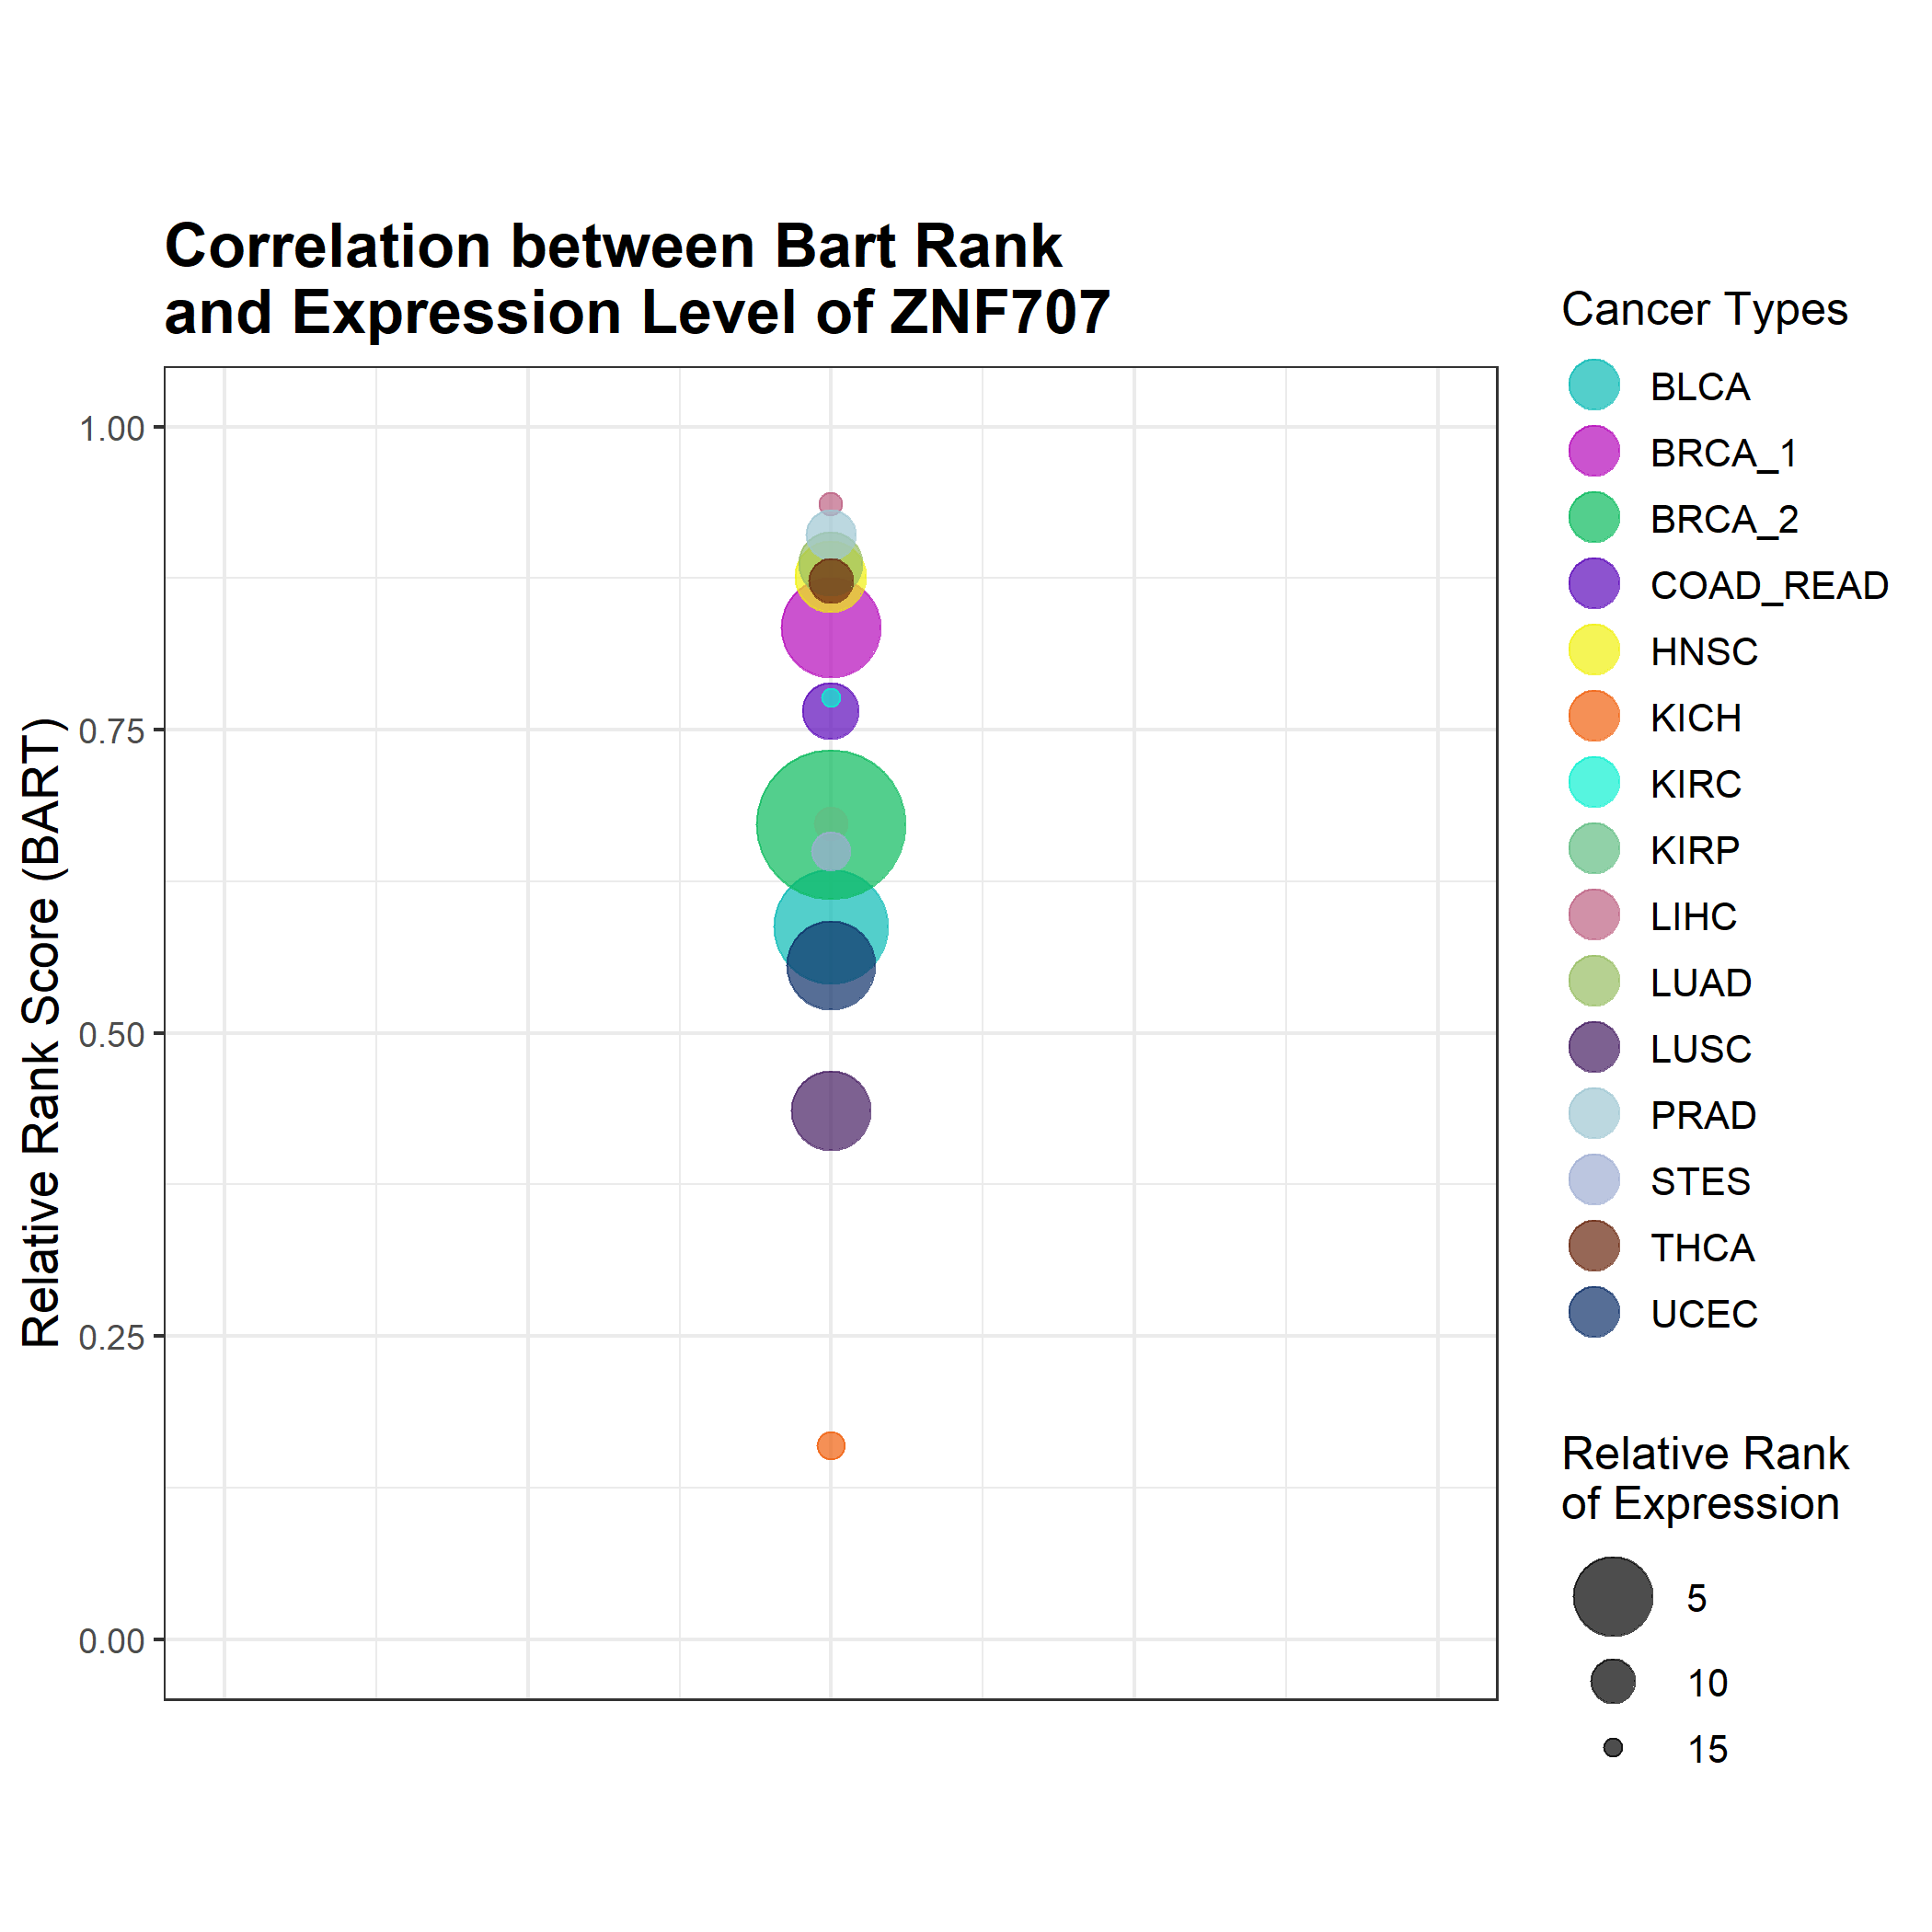 Correlation between Bart Rank
and Expression Level of ZNF707
Relative Rank Score (BART)
1.00
0.75
0.50
0.25
0.00
Cancer Types
BLCA
BRCA_1
BRCA_2
COAD_READ
HNSC
KICH
KIRC
KIRP
LIHC
LUAD
LUSC
PRAD
STES
THCA
UCEC
Relative Rank
of Expression
5
10
15